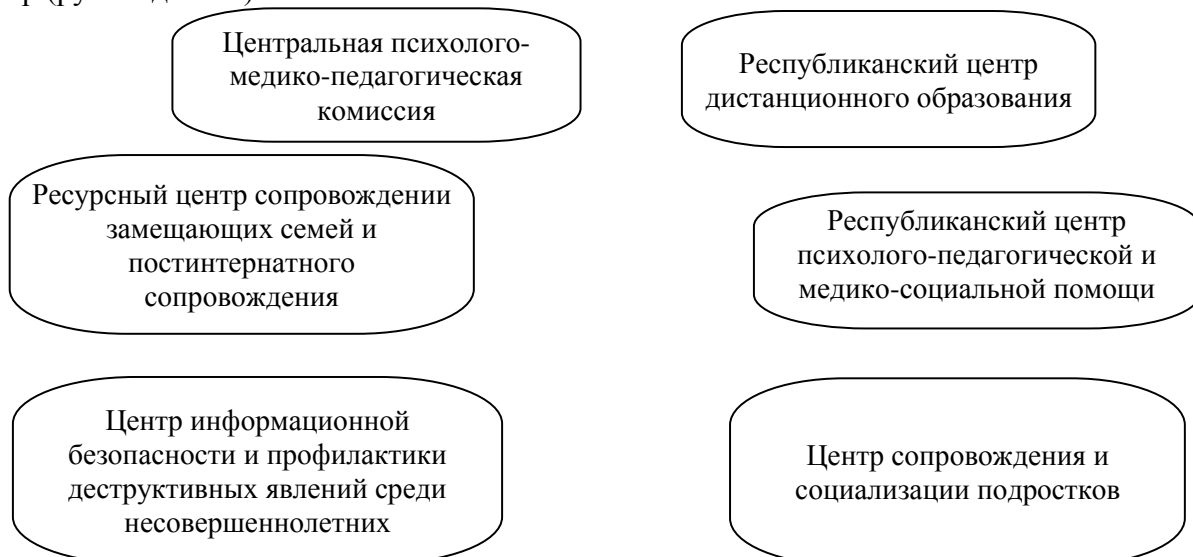 Центральная психолого-
медико-педагогическая
комиссия
Республиканский центр
дистанционного образования
Ресурсный центр сопровождении
замещающих семей и
постинтернатного
сопровождения
Республиканский центр
психолого-педагогической и
медико-социальной помощи
Центр информационной
безопасности и профилактики
деструктивных явлений среди
несовершеннолетних
Центр сопровождения и
социализации подростков